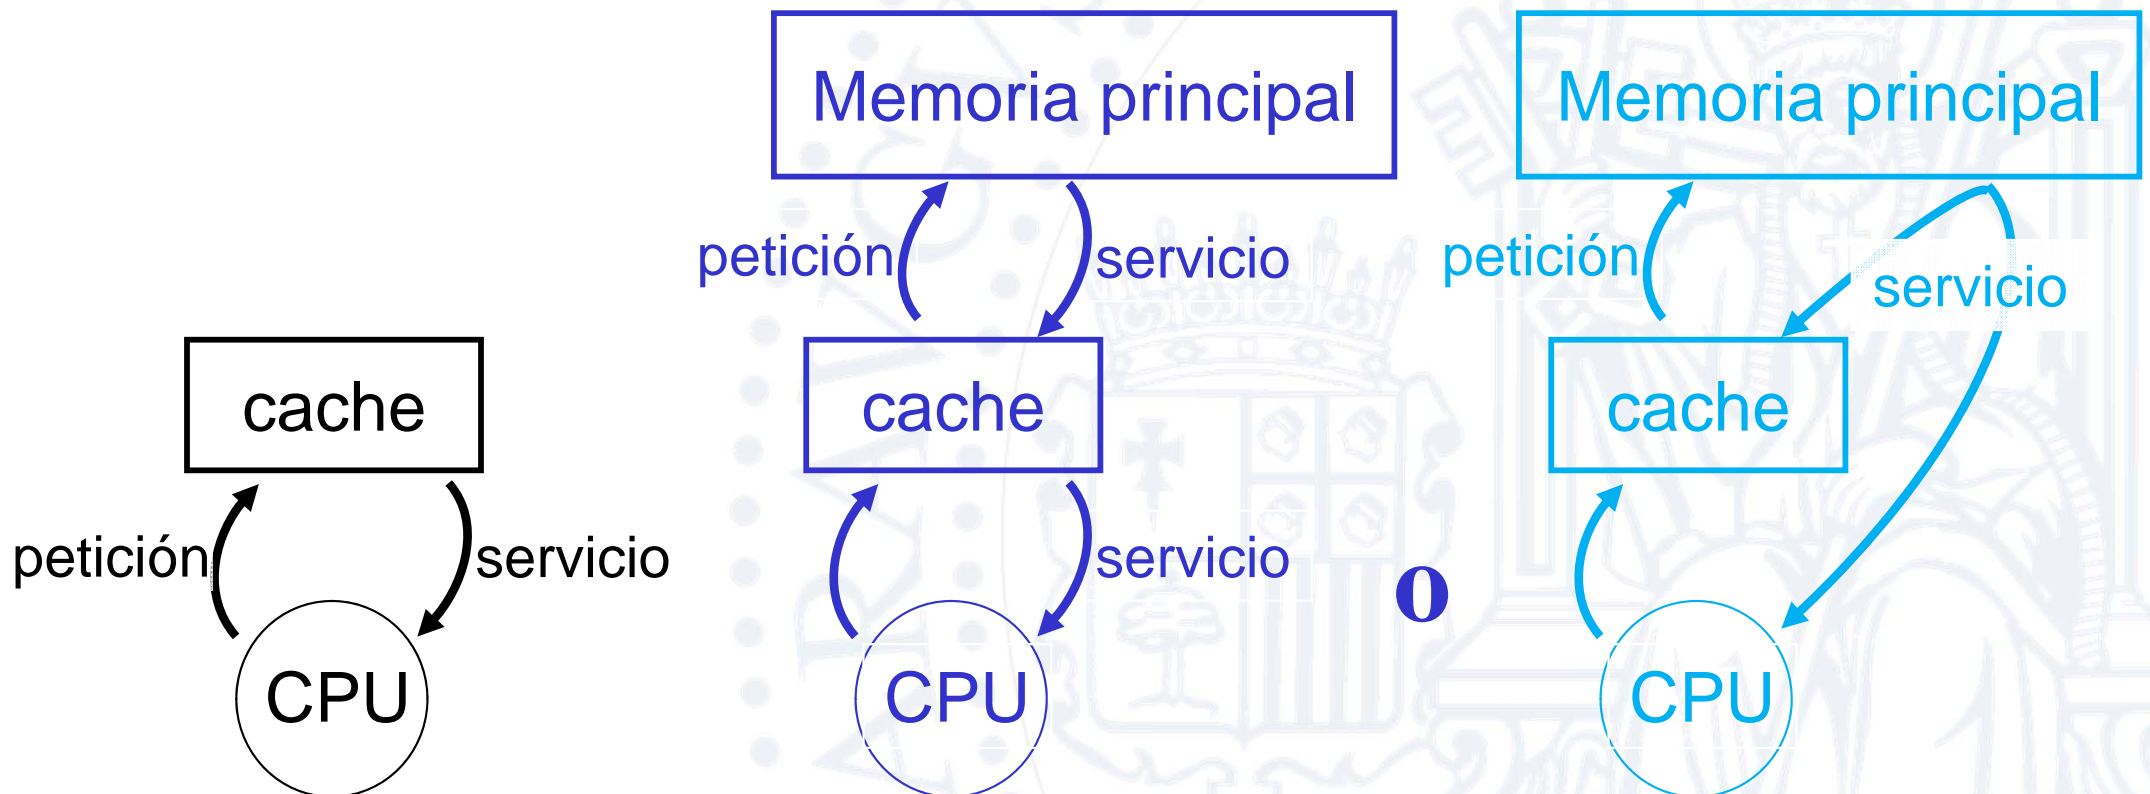 Memoria principal
petición
servicio
cache
servicio
CPU
cache
petición
servicio
CPU
o
Memoria principal
petición
servicio
cache
CPU